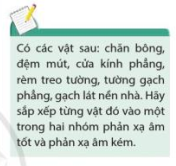 Có các vật sau: chăn bông,
đệm mút, cửa kính phẳng,
rèm treo tường, tường gạch
phẳng, gạch lát nền nhà. Hãy
sắp xếp từng vật đó vào một
trong hai nhóm phản xạ âm
tốt và phản xạ âm kém.